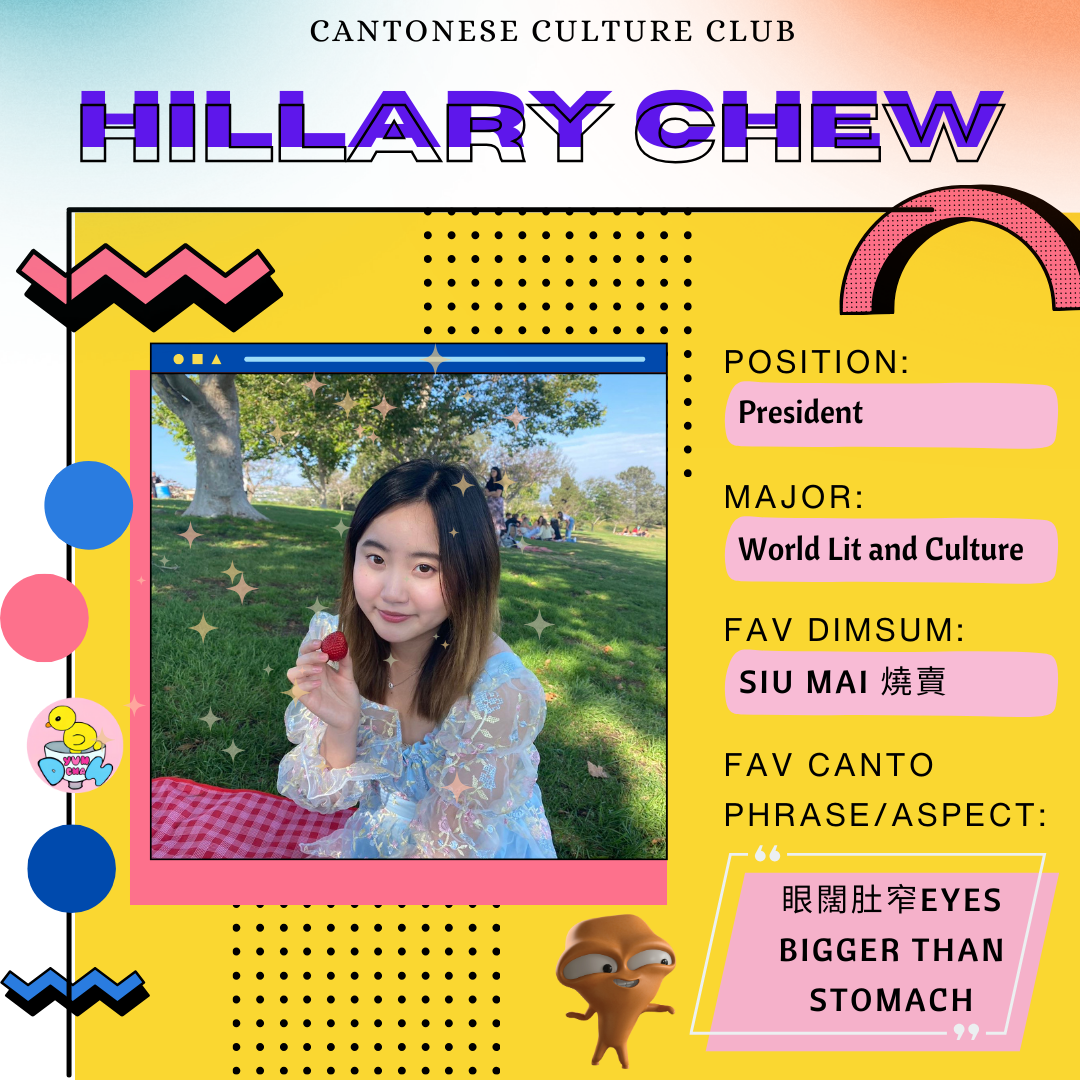 CANTONESE CULTURE CLUB
HILLARY CHEW
POSITION:
President
MAJOR:
World Lit and Culture
FAV DIMSUM:
SIU MAI 燒賣
FAV CANTO
PHRASE/ASPECT:
“
眼闊肚窄EYES
BIGGER THAN
STOMACH
”
YUM
CHA